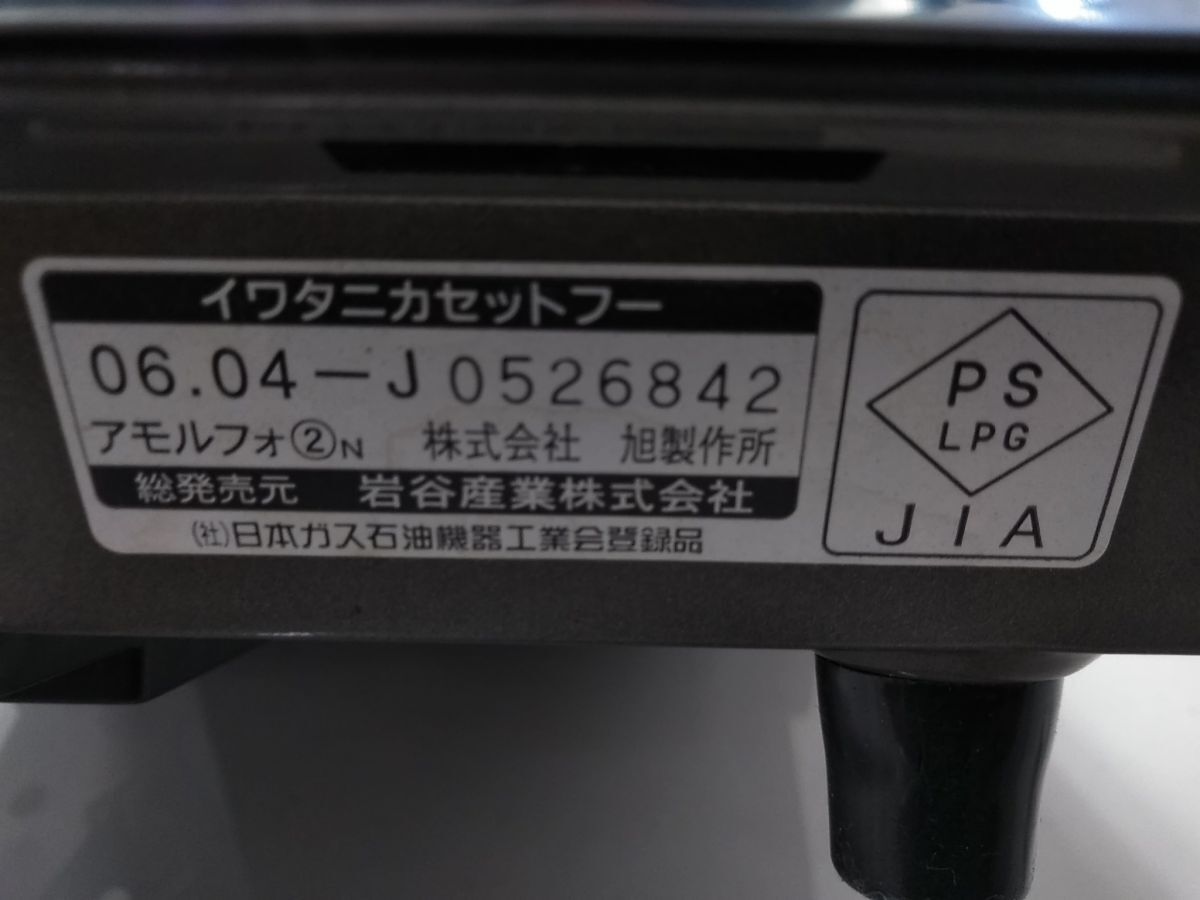 イワタニカセットフー
06.04－J0526842
アモルフォ②N 株式会社 旭製作所
総発売元 岩谷産業株式会社
(社)日本ガス石油機器工業会登録品
PS
LPG
JIA